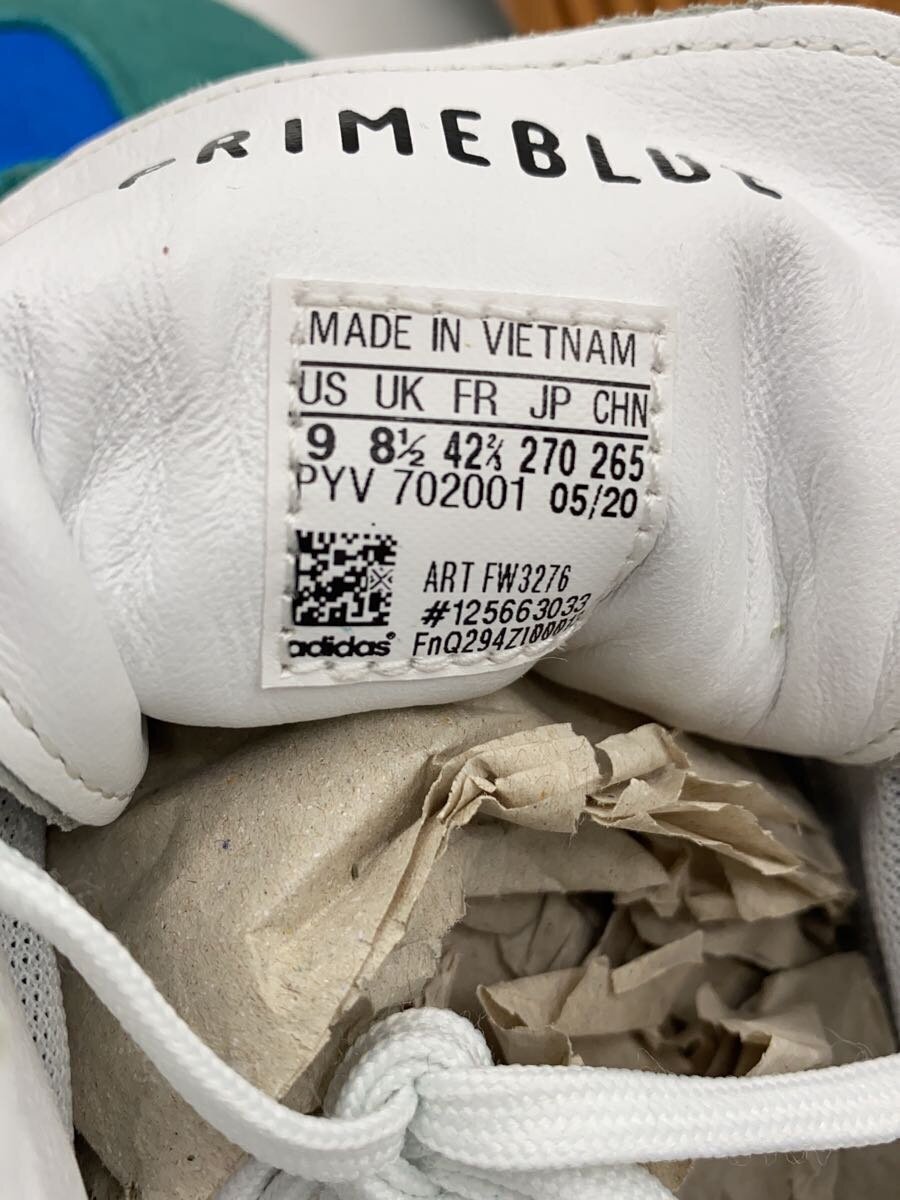 PRIMEBLUE
MADE IN VIETNAM
US UK FR JP CHN
9 8½ 42⅔ 270 265
PYV 702001 05/20
ART FW3276
#125663033
adidas®